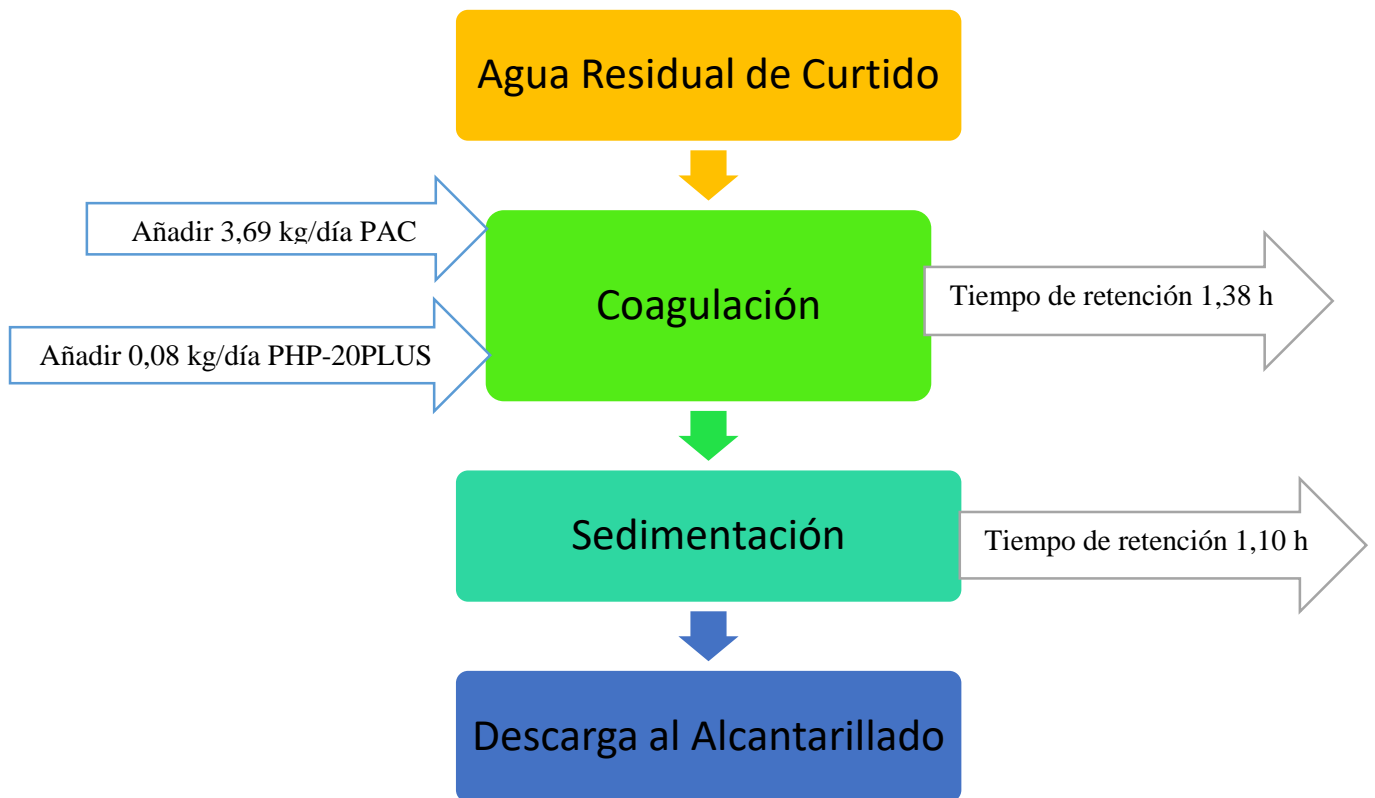 Agua Residual de Curtido
Añadir 3,69 kg/día PAC
Coagulación
Tiempo de retención 1,38 h
Añadir 0,08 kg/día PHP-20PLUS
Sedimentación
Tiempo de retención 1,10 h
Descarga al Alcantarillado